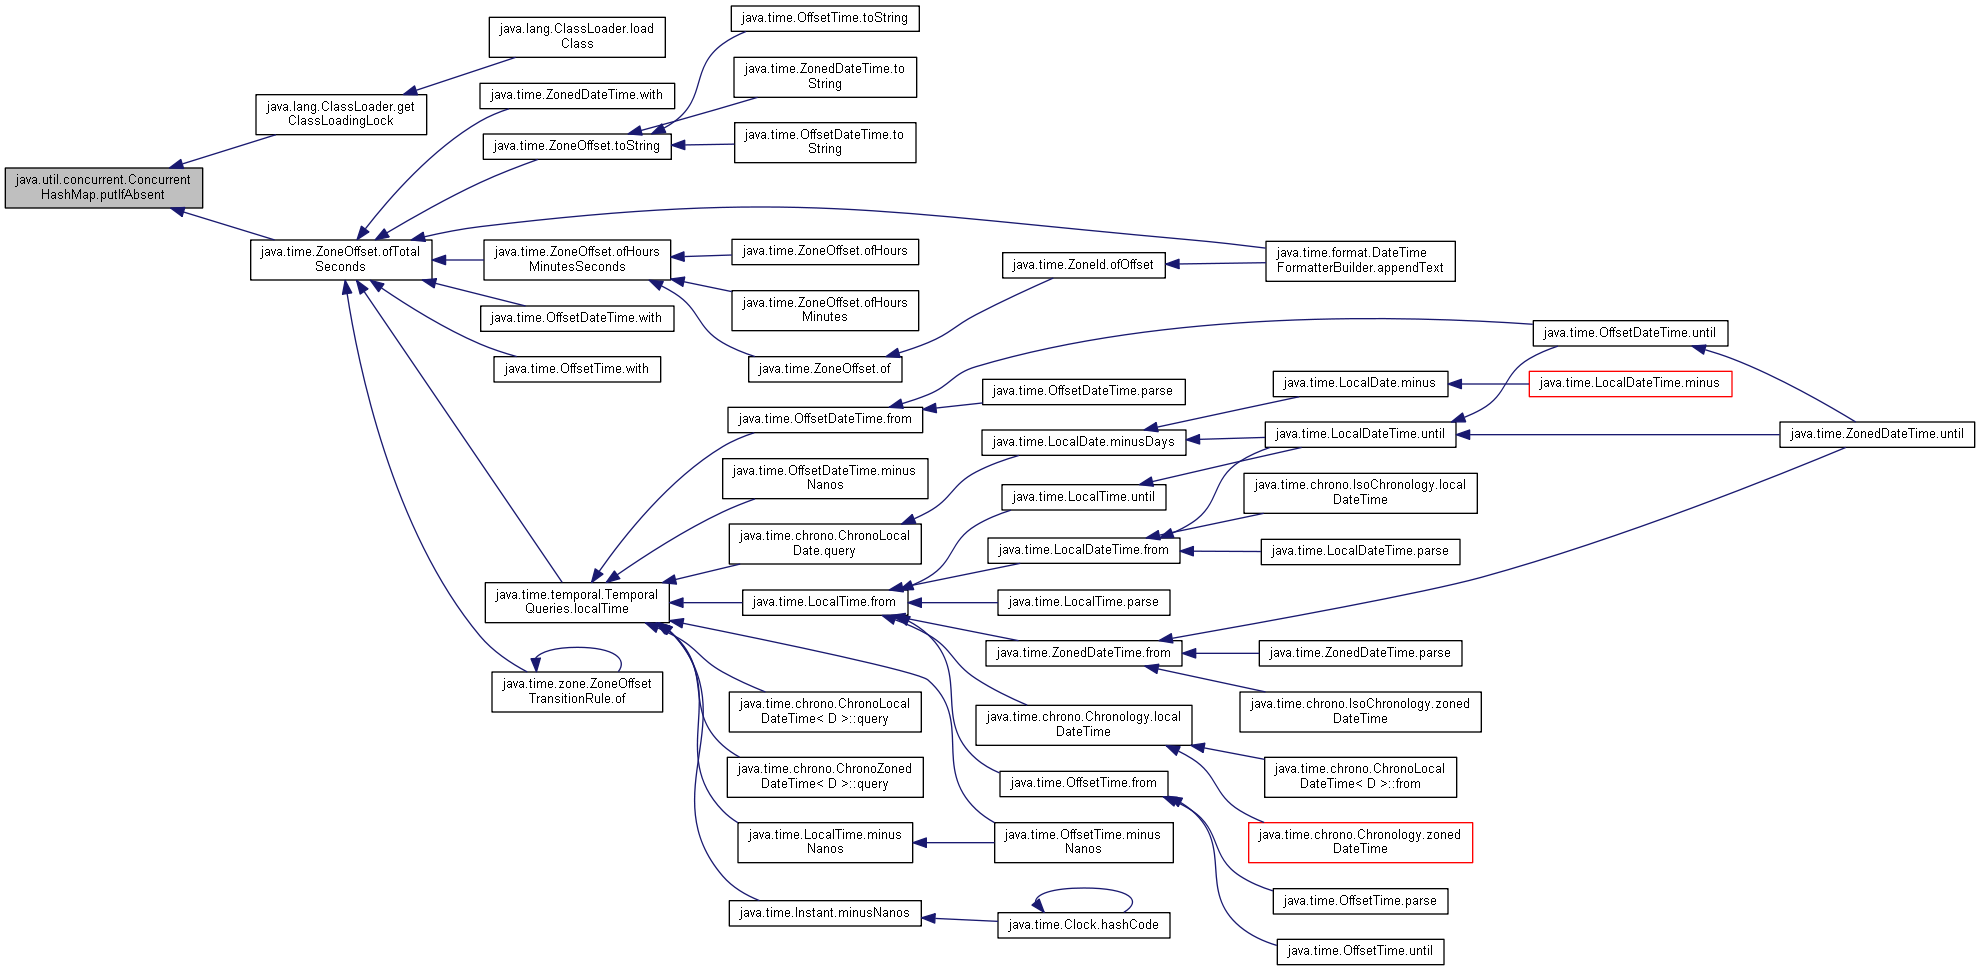 java.util.concurrent.Concurrent
HashMap.putIfAbsent
java.lang.ClassLoader.get
ClassLoadingLock
java.lang.ClassLoader.load
Class
java.time.ZoneOffset.ofTotal
Seconds
java.time.ZonedDateTime.with
java.time.ZoneOffset.toString
java.time.OffsetTime.toString
java.time.ZonedDateTime.to
String
java.time.OffsetDateTime.to
String
java.time.ZoneOffset.ofHours
MinutesSeconds
java.time.ZoneOffset.ofHours
java.time.ZoneOffset.ofHours
Minutes
java.time.ZoneOffset.of
java.time.ZoneId.ofOffset
java.time.format.DateTime
FormatterBuilder.appendText
java.time.OffsetDateTime.with
java.time.OffsetTime.with
java.time.temporal.Temporal
Queries.localTime
java.time.zone.ZoneOffset
TransitionRule.of
java.time.OffsetDateTime.from
java.time.OffsetDateTime.parse
java.time.OffsetDateTime.until
java.time.ZonedDateTime.until
java.time.OffsetDateTime.minus
Nanos
java.time.chrono.ChronoLocal
Date.query
java.time.LocalDate.minusDays
java.time.LocalDate.minus
java.time.LocalDateTime.minus
java.time.LocalDateTime.until
java.time.LocalTime.from
java.time.LocalTime.until
java.time.LocalDateTime.from
java.time.chrono.IsoChronology.local
DateTime
java.time.LocalDateTime.parse
java.time.LocalTime.parse
java.time.ZonedDateTime.from
java.time.ZonedDateTime.parse
java.time.chrono.IsoChronology.zoned
DateTime
java.time.chrono.Chronology.local
DateTime
java.time.chrono.ChronoLocal
DateTime< D >::from
java.time.chrono.Chronology.zoned
DateTime
java.time.OffsetTime.from
java.time.OffsetTime.parse
java.time.OffsetTime.until
java.time.chrono.ChronoLocal
DateTime< D >::query
java.time.chrono.ChronoZoned
DateTime< D >::query
java.time.LocalTime.minus
Nanos
java.time.OffsetTime.minus
Nanos
java.time.Instant.minusNanos
java.time.Clock.hashCode